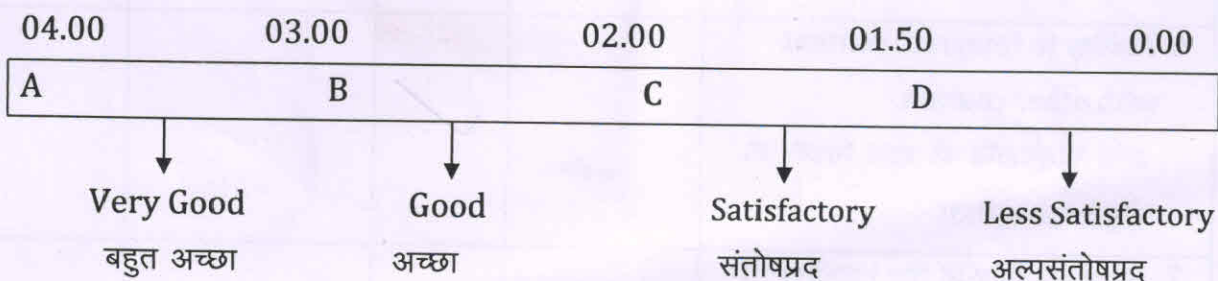 04.00 03.00 02.00 01.50 0.00
A B C D
Very Good Good Satisfactory Less Satisfactory
बहुत अच्छा अच्छा संतोषप्रद अल्पसंतोषप्रद